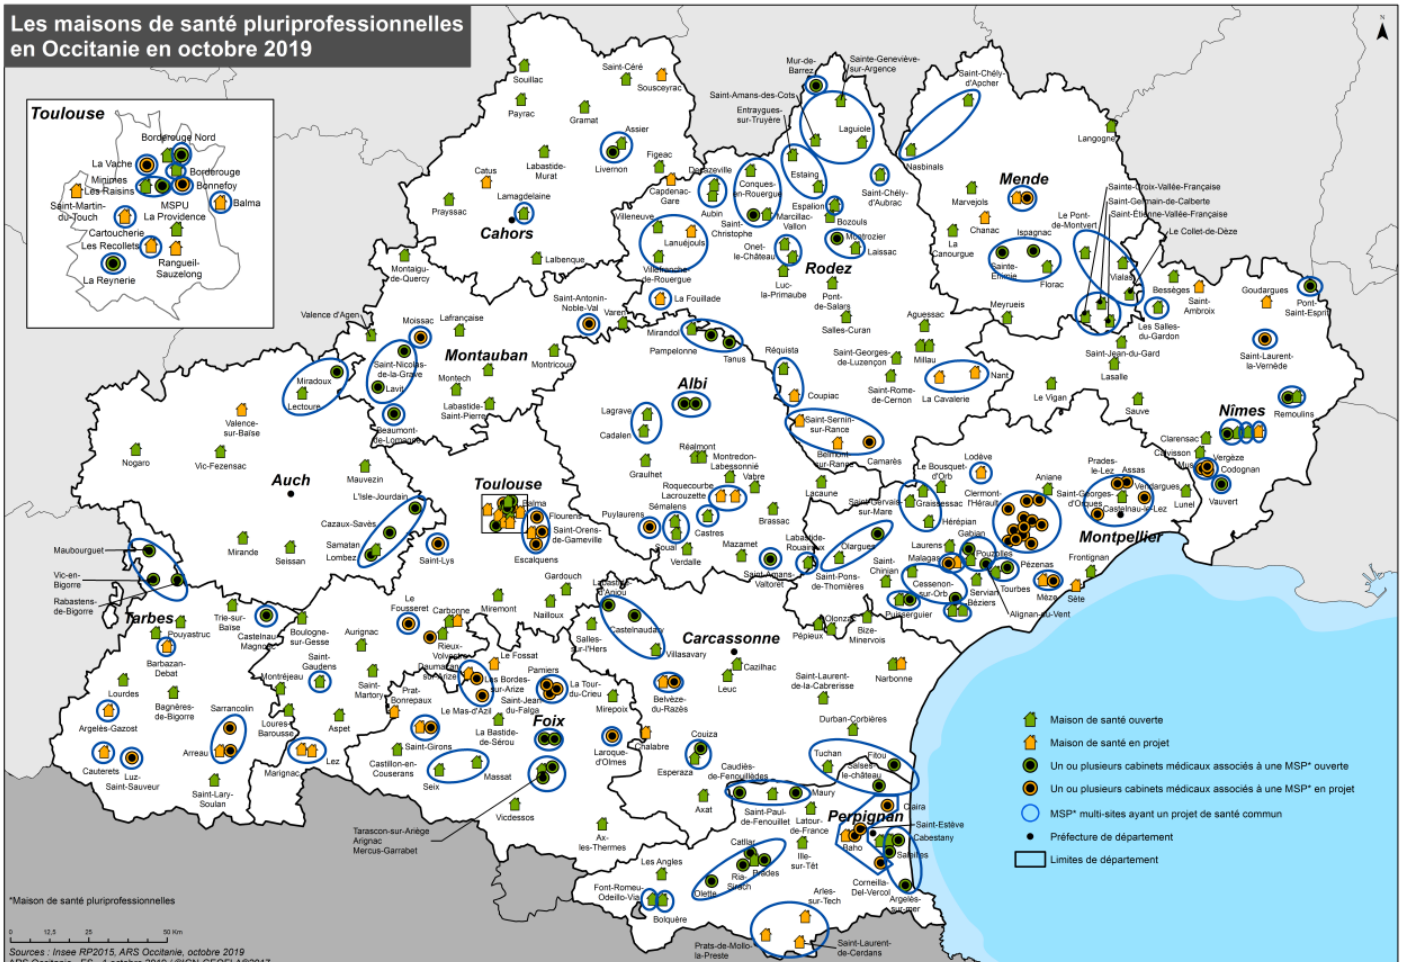 Les maisons de santé pluriprofessionnelles
en Occitanie en octobre 2019
N
Toulouse
Borderouge Nord
La Vache
Borderouge
Minimes
Les Raisins
Bonnefoy
Saint-Martin-
du-Touch
MSPU
La Providence
Balma
Cartoucherie
Les Recollets
Rangueil-
Sauzelong
La Reynerie
Souillac
Saint-Céré
Sousceyrac
Payrac
Gramat
Assier
Livernon
Labastide-
Murat
Figeac
Catus
Capdenac-
Gare
Lamagdelaine
Prayssac
Cahors
Labenque
Mur-de-
Barrez
Sainte-Geneviève-
sur-Argence
Saint-Amans-des-Cots
Entraygues-
sur-Truyère
Laguiole
Estaing
Decazeville
Conques-
en-Rouergue
Aubin
Saint-Chély-
d'Aubrac
Espalion
Bozouls
Marcillac-
Vallon
Saint-
Christophe
Villeneuve
Lanuéjouls
Onet-
le-Château
Montrozier
Laissac
Villefranche-
de-Rouergue
Rodez
Luc-
la-Primaube
La Fouillade
Pont-
de-Salars
Salles-Curan
Saint-Chély-
d'Apcher
Nasbinals
Langogne
Mende
Marvejols
Chanac
Ispagnac
Le Pont-
de-Montvert
La
Canourgue
Sainte-
Enimie
Florac
Vialas
Meyrueis
Sainte-Croix-Vallée-Française
Saint-Germain-de-Calberte
Saint-Étienne-Vallée-Française
Le Collet-de-Dèze
Bessèges
Saint-
Ambroix
Goudargues
Pont-
Saint-Esprit
Les Salles-
du-Gardon
Saint-Laurent-
la-Vernède
Saint-Jean-du-Gard
Lasalle
Le Vigan
Sauve
Remoulins
Nîmes
Clarensac
Calvisson
Vergèze
Codognan
Vauvert
Montaigu-
de-Quercy
Valence d'Agen
Moissac
Lafrançaise
Saint-Antonin-
Noble-Val
Varen
Montauban
Montricoux
Saint-Nicolas-
de-la-Grave
Lavit
Montech
Labastide-
Saint-Pierre
Beaumont-
de-Lomagne
Miradoux
Lectoure
Valence-
sur-Baïse
Nogaro
Vic-Fezensac
Mauvezin
Auch
L'Isle-Jourdain
Cazaux-Savès
Samatan
Lombez
Mirande
Seissan
Mirandol
Pampelonne
Tanus
Albi
Lagrave
Cadalen
Réalmont
Montredon-
Labessonnié
Graulhet
Vabre
Roquecourbe
Lacrouzette
Puylaurens
Sémalens
Castres
Brassac
Soual
Verdalle
Mazamet
Saint-Amans-
Valtoret
Lacaune
Labastide-
Rouairoux
Réquista
Coupiac
Saint-Sernin-
sur-Rance
Belmont-
sur-Rance
Camarès
Aguessac
Saint-Georges-
de-Luzençon
Millau
Saint-Rome-
de-Cernon
La Cavalerie
Nant
Toulouse
Balma
Flourens
Saint-Orens-
de-Gameville
Escalquens
Saint-Lys
Gardouch
Miremont
Nailloux
Le
Fousseret
Carbonne
Rieux-
Volvestre
Boulogne-
sur-Gesse
Aurignac
Saint-
Gaudens
Saint-
Martory
Montréjeau
Loures-
Barousse
Aspet
Marignac
Lez
Maubourguet
Vic-en-
Bigorre
Rabastens-
de-Bigorre
Tarbes
Trie-sur-
Baïse
Castelnau-
Magnoac
Pouyastruc
Barbazan-
Debat
Lourdes
Bagnères-
de-Bigorre
Argelès-Gazost
Sarrancolin
Arreau
Cauterets
Luz-
Saint-Sauveur
Saint-Lary-
Soulan
Le Fossat
Daumazan-
sur-Arize
Les Bordes-
sur-Arize
Le Mas-d'Azil
Pamiers
La Tour-
du-Crieu
Saint-Jean-
du-Falga
Prat-
Bonrepaux
Saint-Girons
La Bastide-
de-Sérou
Foix
Mirepoix
Laroque-
d'Olmes
Castillon-en-
Couserans
Seix
Massat
Vicdessos
Tarascon-sur-Ariège
Arignac
Mercus-Garrabet
Ax-
les-Thermes
Labastide-
d'Anjou
Castelnaudary
Salles-
sur-l'Hers
Villasavary
Carcassonne
Cazilhac
Leuc
Belvèze-
du-Razès
Chalabre
Couiza
Esperaza
Axat
Pépieux
Olonzac
Bize-
Minervois
Narbonne
Saint-Laurent-
de-la-Cabrerisse
Durban-Corbières
Tuchan
Fitou
Salses-
le-château
Le Bousquet-
d'Orb
Lodève
Clermont-
l'Hérault
Aniane
Prades-
le-Lez
Assas
Vendargues
Saint-Georges-
d'Orques
Castelnau-le-Lez
Lunel
Montpellier
Graissessac
Saint-Gervais-
sur-Mare
Hérépian
Olargues
Laurens
Gabian
Magalas
Pouzolles
Pézenas
Saint-Pons-
de-Thomières
Saint-
Chinian
Cessenon-
sur-Orb
Servian
Béziers
Tourbes
Alignan-du-Vent
Puisserguier
Mèze
Sète
Frontignan
Caudiès-
de-Fenouillèdes
Maury
Saint-Paul-
de-Fenouillet
Latour-
de-France
Perpignan
Claira
Saint-Estève
Baho
Cabestany
Saleilles
Ille-
sur-Têt
Catllar
Prades
Ria-
Sirach
Olette
Les Angles
Font-Romeu-
Odeillo-Via
Bolquère
Corneilla-
Del-Vercol
Argelès-
sur-mer
Arles-
sur-Tech
Prats-de-Mollo-
la-Preste
Saint-Laurent-
de-Cerdans
Maison de santé ouverte
Maison de santé en projet
Un ou plusieurs cabinets médicaux associés à une MSP* ouverte
Un ou plusieurs cabinets médicaux associés à une MSP* en projet
MSP* multi-sites ayant un projet de santé commun
Préfecture de département
Limites de département
*Maison de santé pluriprofessionnelles
0 12,5 25 50 Km
Sources : Insee RP2015, ARS Occitanie, octobre 2019